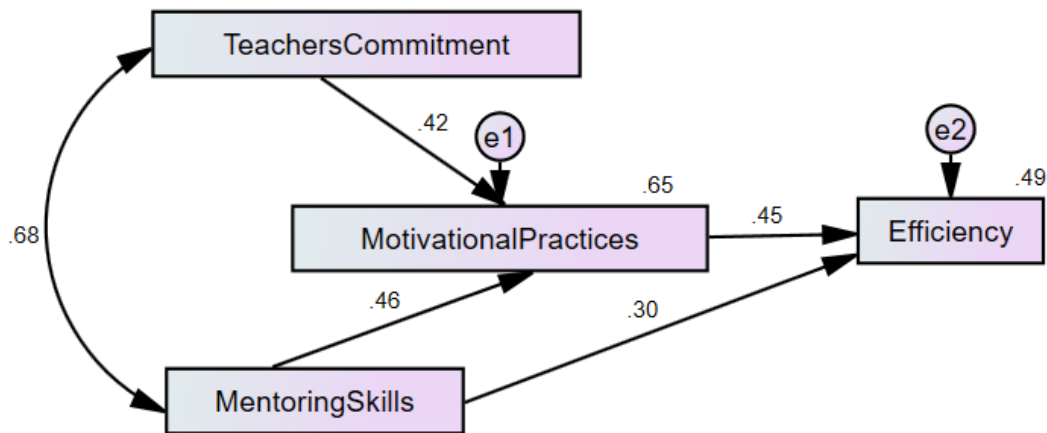 TeachersCommitment
.42
e1
e2
.65
.49
.68
MotivationalPractices
.45
Efficiency
.46
.30
MentoringSkills